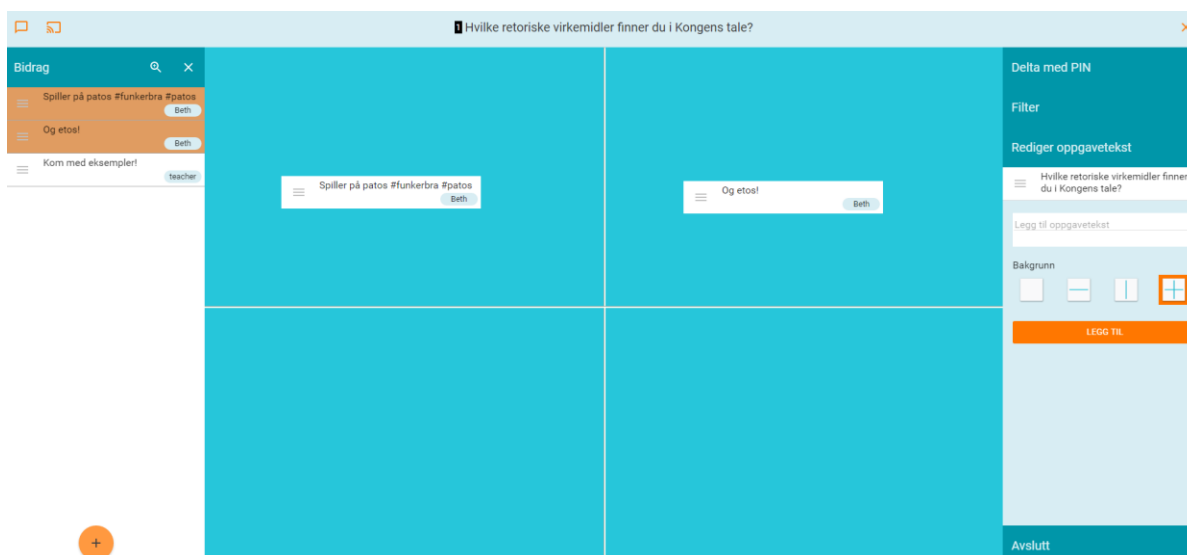 1 Hvilke retoriske virkemidler finner du i Kongens tale?
Bidrag
Spiller på patos #funkerbra #patos
Beth
Og etos!
Beth
Kom med eksempler!
teacher
Spiller på patos #funkerbra #patos
Beth
Og etos!
Beth
Delta med PIN
Filter
Rediger oppgavetekst
Hvilke retoriske virkemidler finner
du i Kongens tale?
Legg til oppgavetekst
Bakgrunn
LEGG TIL
Avslutt